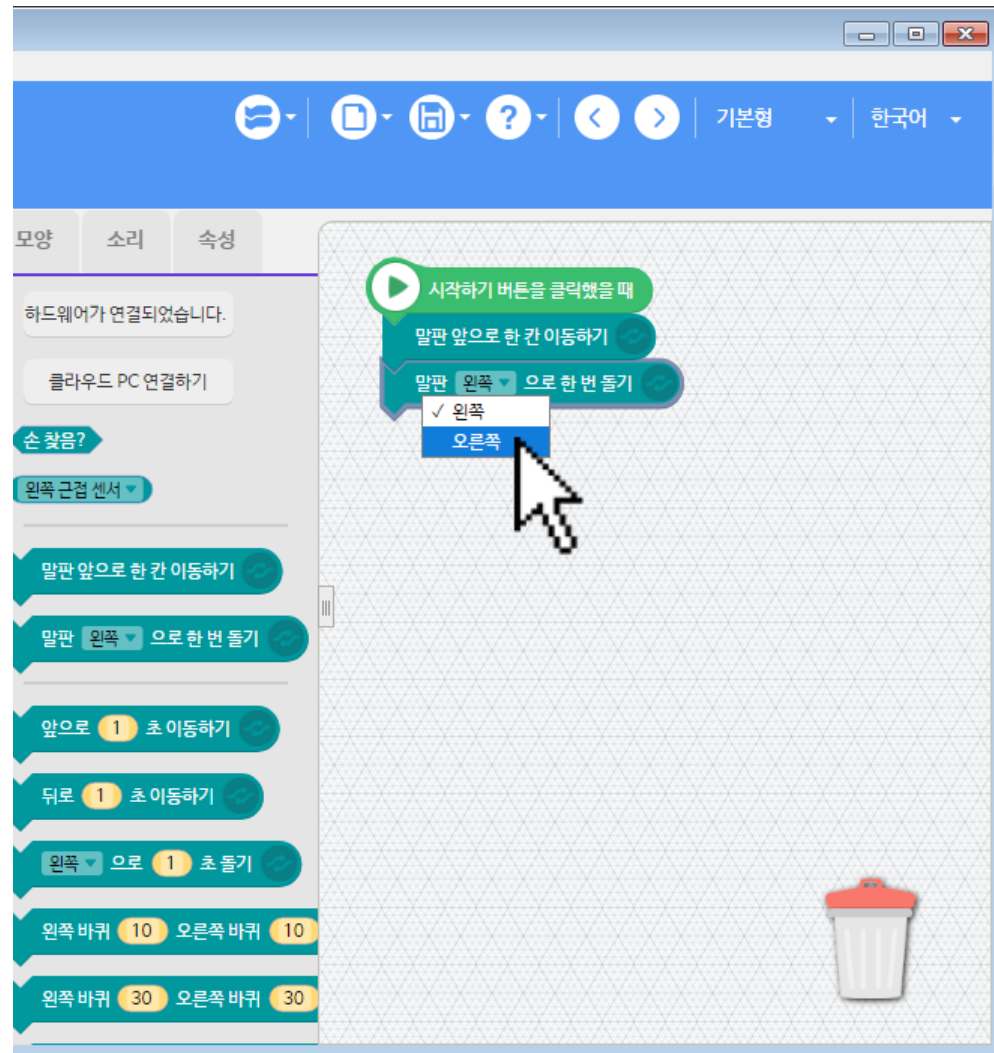 기본형
한국어
모양
소리
속성
하드웨어가 연결되었습니다.
클라우드 PC 연결하기
손 찾음?
왼쪽 근접 센서
말판 앞으로 한 칸 이동하기
말판 왼쪽 으로 한 번 돌기
앞으로 1 초 이동하기
뒤로 1 초 이동하기
왼쪽 으로 1 초 돌기
왼쪽 바퀴 10 오른쪽 바퀴 10
왼쪽 바퀴 30 오른쪽 바퀴 30
시작하기 버튼을 클릭했을 때
말판 앞으로 한 칸 이동하기
말판 왼쪽 으로 한 번 돌기
✓ 왼쪽
오른쪽